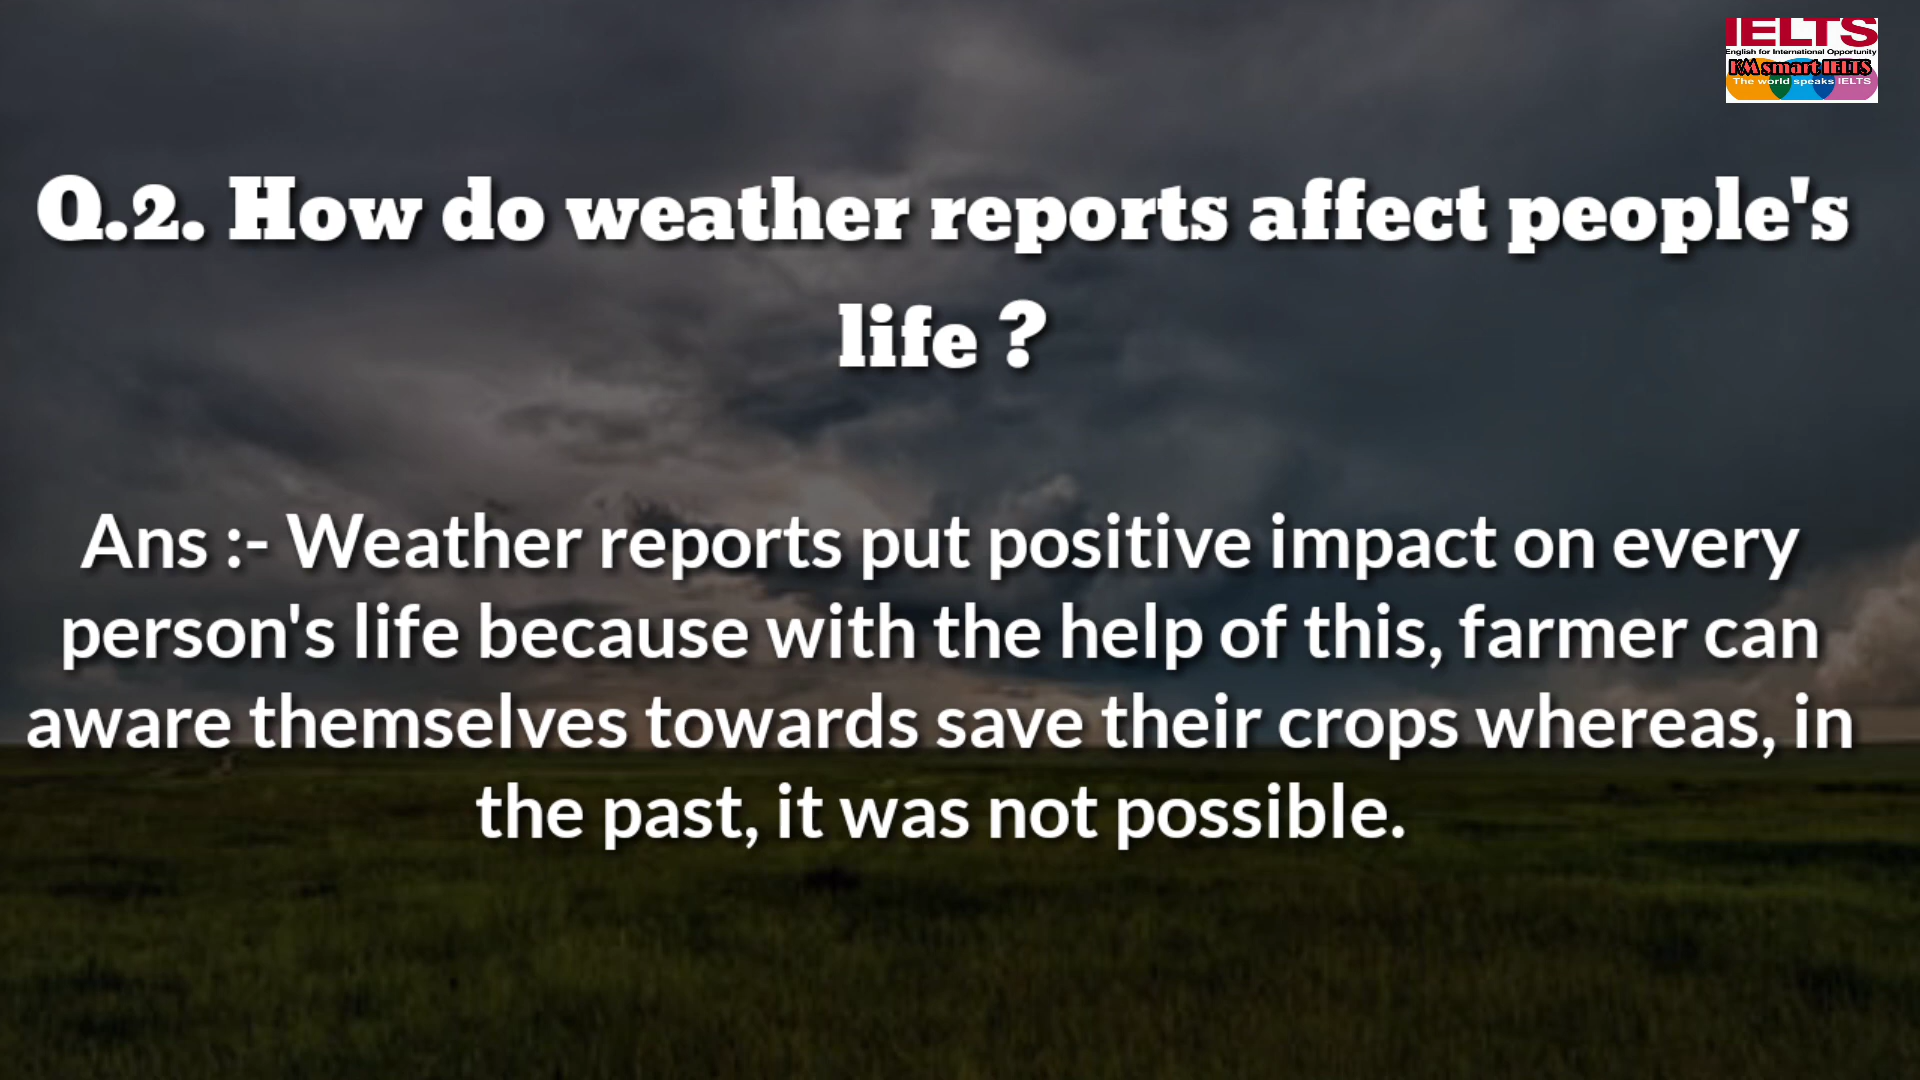 IELTS
English for International Opportunity
KM smart IELTS
The world speaks IELTS
Q.2. How do weather reports affect people's
life ?
Ans :- Weather reports put positive impact on every
person's life because with the help of this, farmer can
aware themselves towards save their crops whereas, in
the past, it was not possible.